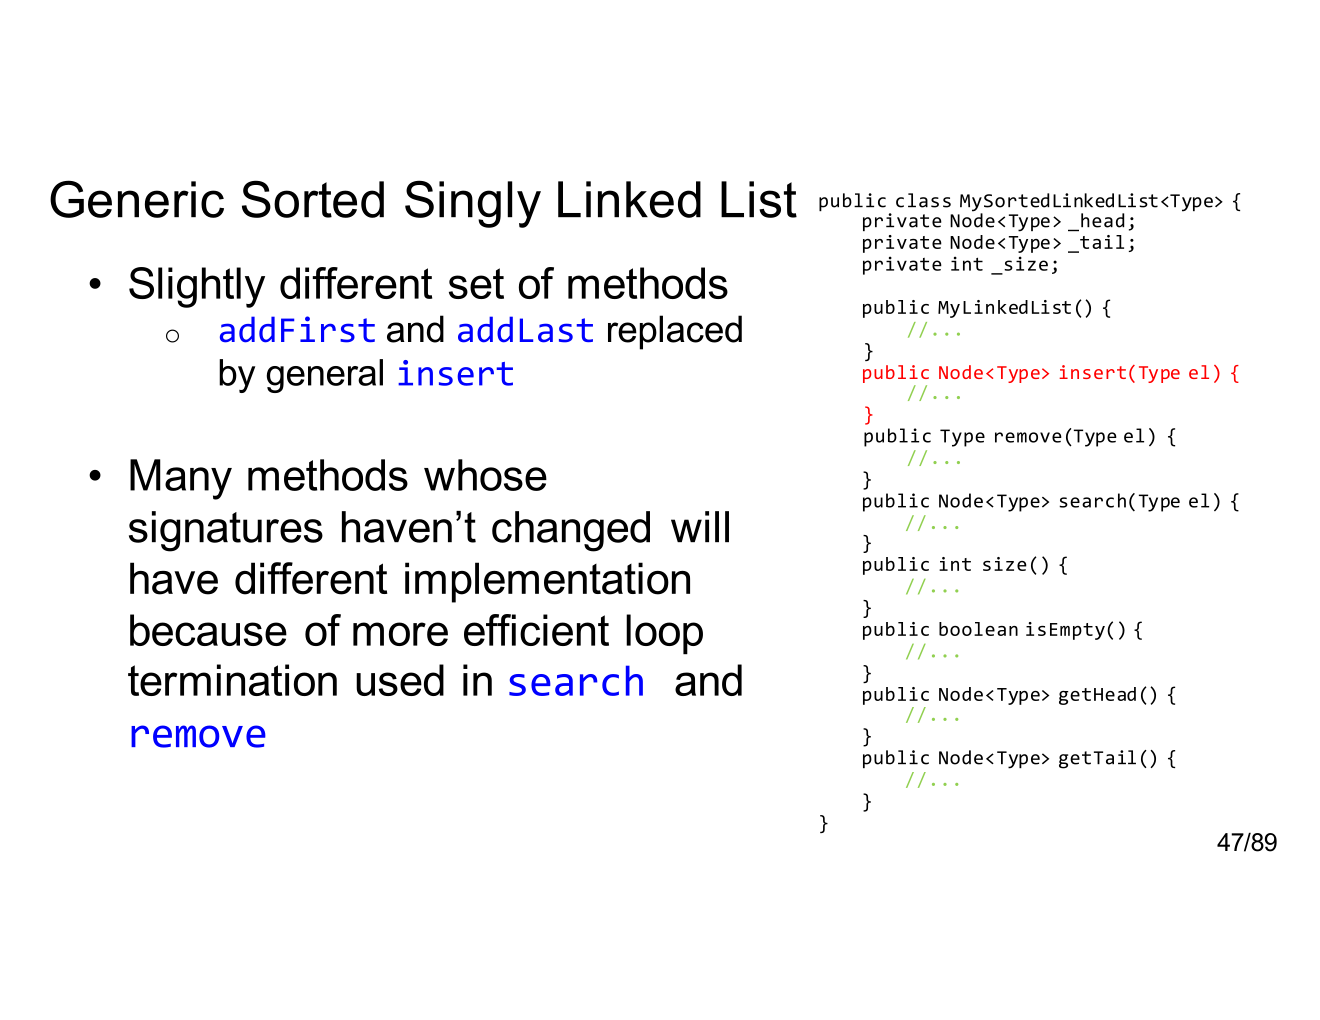 Generic Sorted Singly Linked List
• Slightly different set of methods
o addFirst and addLast replaced
by general insert
• Many methods whose
signatures haven’t changed will
have different implementation
because of more efficient loop
termination used in search and
remove
public class MySortedLinkedList<Type> {
    private Node<Type> _head;
    private Node<Type> _tail;
    private int _size;
    public MyLinkedList() {
        //...
    }
    public Node<Type> insert(Type el) {
        //...
    }
    public Type remove(Type el) {
        //...
    }
    public Node<Type> search(Type el) {
        //...
    }
    public int size() {
        //...
    }
    public boolean isEmpty() {
        //...
    }
    public Node<Type> getHead() {
        //...
    }
    public Node<Type> getTail() {
        //...
    }
}
47/89